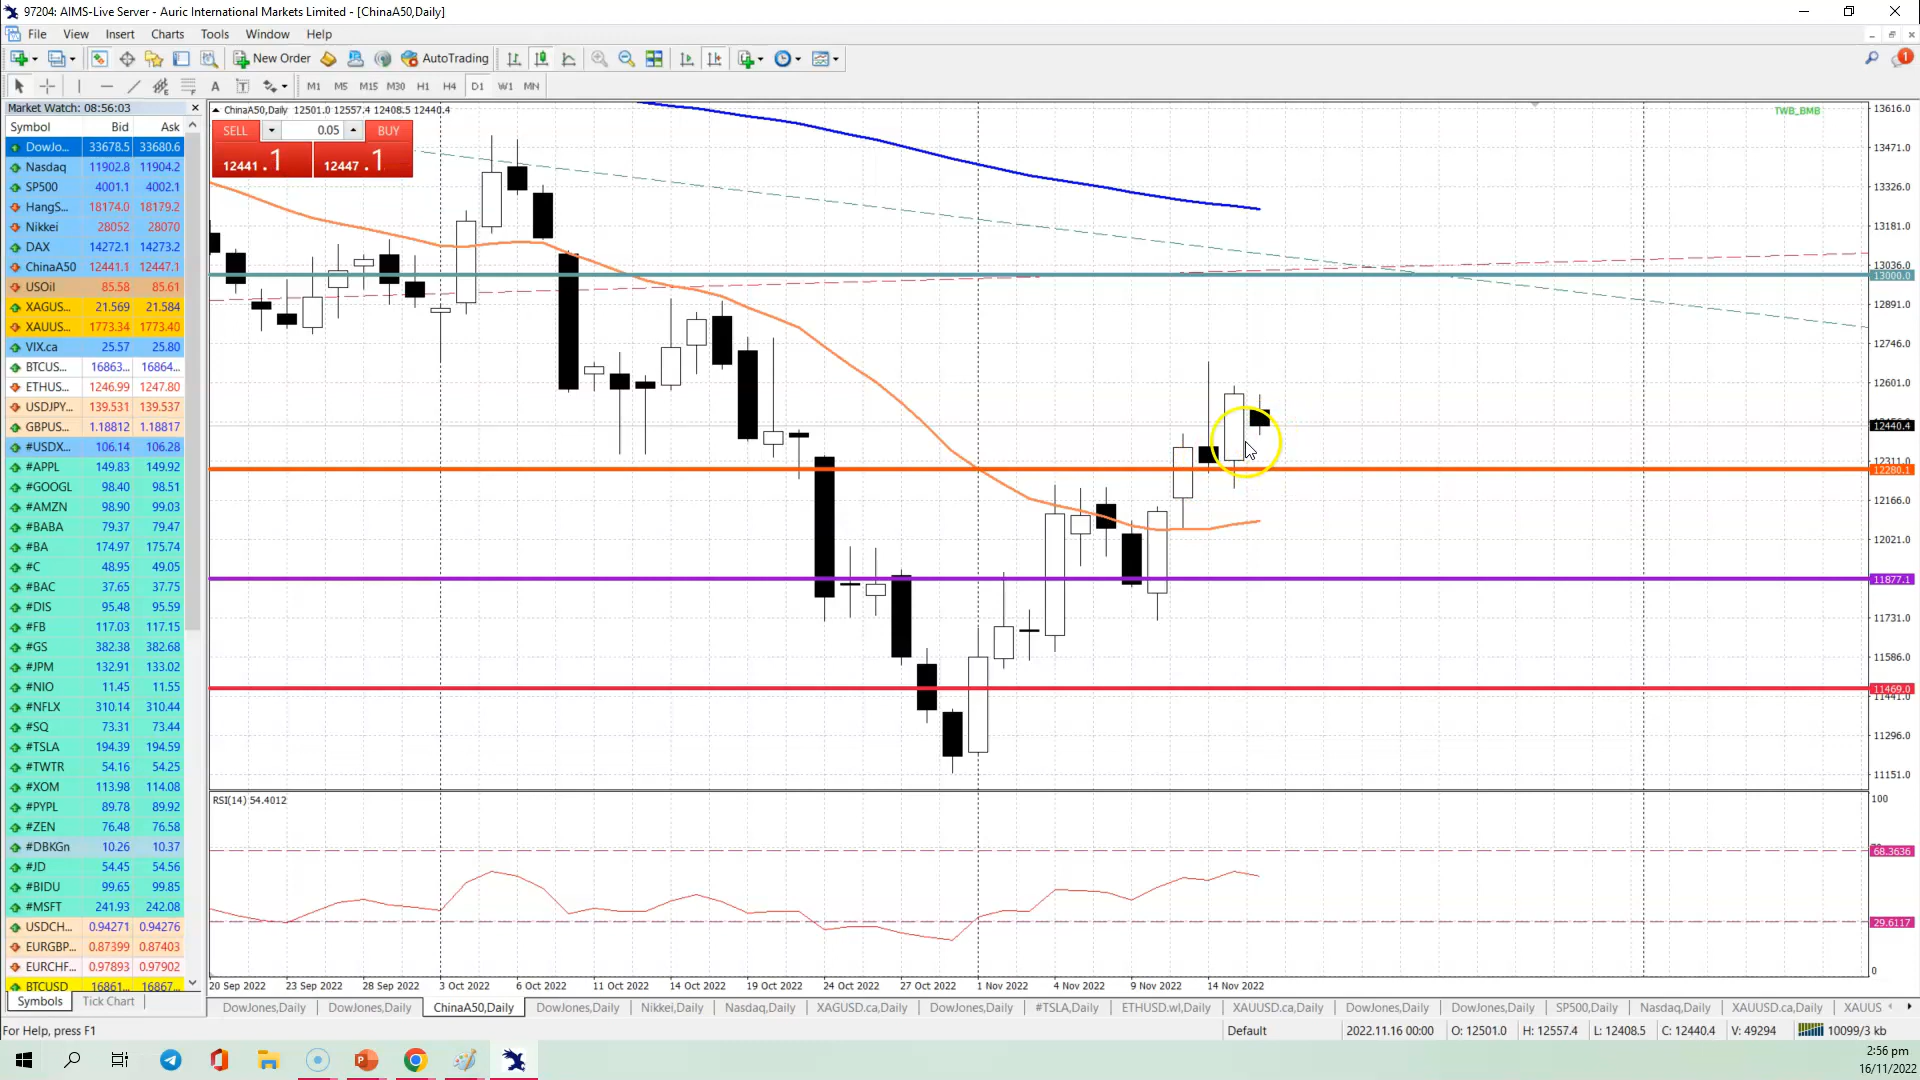 97204: AIMS-Live Server - Auric International Markets Limited - [ChinaA50,Daily]
File View Insert Charts Tools Window Help
New Order AutoTrading
M1 M5 M15 M30 H1 H4 D1 W1 MN
Market Watch: 08:56:03
Symbol Bid Ask
DowJo... 33678.5 33680.6
Nasdaq 11902.8 11904.2
SP500 4001.1 4002.1
HangS... 18174.0 18179.2
Nikkei 28052 28070
DAX 14272.1 14273.2
ChinaA50 12441.1 12447.1
USOil 85.58 85.61
XAGUS... 21.569 21.584
XAUUS... 1773.34 1773.40
VIX.ca 25.57 25.80
BTCUS... 16863... 16864...
ETHUS... 1246.99 1247.80
USDJPY... 139.531 139.537
GBPUS... 1.18812 1.18817
#USDX... 106.14 106.28
#APPL 149.83 149.92
#GOOGL 98.40 98.51
#AMZN 98.90 99.03
#BABA 79.37 79.47
#BA 174.97 175.74
#C 48.95 49.05
#BAC 37.65 37.75
#DIS 95.48 95.59
#FB 117.03 117.15
#GS 382.38 382.68
#JPM 132.91 133.02
#NIO 11.45 11.55
#NFLX 310.14 310.44
#SQ 73.31 73.44
#TSLA 194.39 194.59
#TWTR 54.16 54.25
#XOM 113.98 114.08
#PYPL 89.78 89.92
#ZEN 76.48 76.58
#DBKGn 10.26 10.37
#JD 54.45 54.56
#BIDU 99.65 99.85
#MSFT 241.93 242.08
USDCH... 0.94271 0.94276
EURGBP... 0.87399 0.87403
EURCHF... 0.97893 0.97902
BTCUSD 16861... 16867...
Symbols Tick Chart
ChinaA50,Daily 12501.0 12557.4 12408.5 12440.4
SELL 0.05 BUY
12441.1 12447.1
TWB_BMB
13616.0
13471.0
13326.0
13181.0
13036.0
13000.0
12891.0
12746.0
12601.0
12440.4
12311.0
12280.1
12166.0
12021.0
11877.1
11731.0
11586.0
11469.0
11441.0
11296.0
11151.0
RSI(14) 54.4012
100
68.3636
29.6117
0
20 Sep 2022 23 Sep 2022 28 Sep 2022 3 Oct 2022 6 Oct 2022 11 Oct 2022 14 Oct 2022 19 Oct 2022 24 Oct 2022 27 Oct 2022 1 Nov 2022 4 Nov 2022 9 Nov 2022 14 Nov 2022
DowJones,Daily DowJones,Daily ChinaA50,Daily DowJones,Daily Nikkei,Daily Nasdaq,Daily XAGUSD.ca,Daily DowJones,Daily #TSLA,Daily ETHUSD.wl,Daily XAUUSD.ca,Daily DowJones,Daily DowJones,Daily SP500,Daily Nasdaq,Daily XAUUSD.ca,Daily XAUUS
For Help, press F1 Default 2022.11.16 00:00 O: 12501.0 H: 12557.4 L: 12408.5 C: 12440.4 V: 49294 10099/3 kb
2:56 pm
16/11/2022